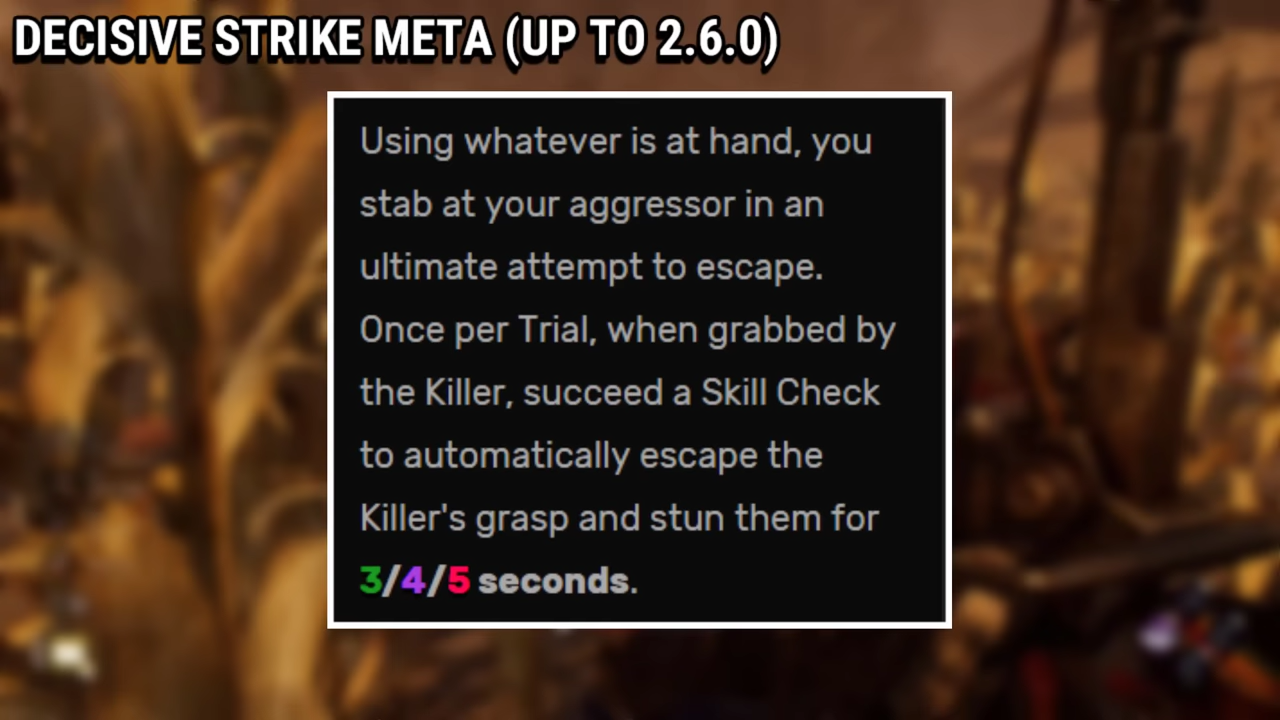 DECISIVE STRIKE META (UP TO 2.6.0)
Using whatever is at hand, you
stab at your aggressor in an
ultimate attempt to escape.
Once per Trial, when grabbed by
the Killer, succeed a Skill Check
to automatically escape the
Killer's grasp and stun them for
3/4/5 seconds.